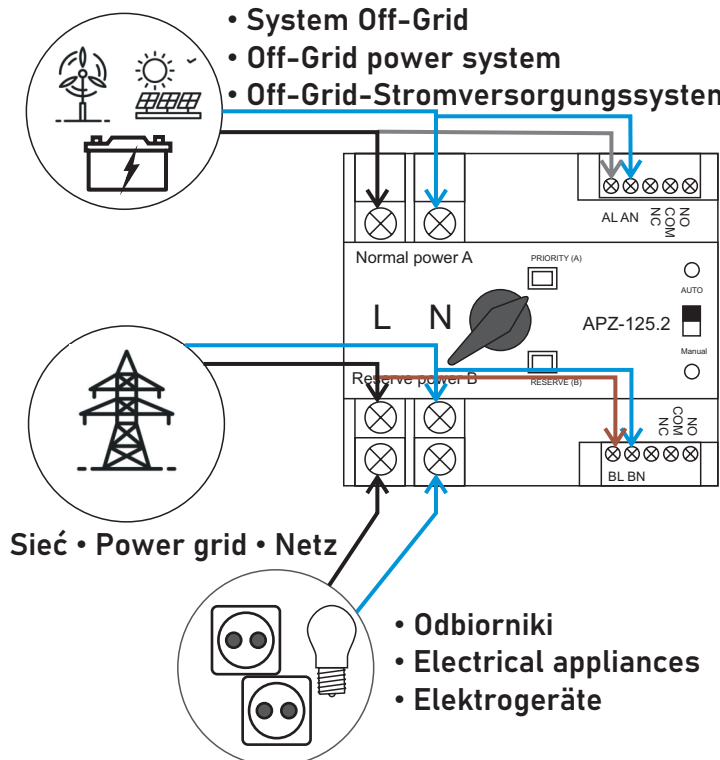 • System Off-Grid
• Off-Grid power system
• Off-Grid-Stromversorgungssystem
AL AN NC COM NO
Normal power A
PRIORITY (A)
AUTO
L N
APZ-125.2
Manual
Reserve power B
RESERVE (B)
NC COM NO
BL BN
Sieć • Power grid • Netz
• Odbiorniki
• Electrical appliances
• Elektrogeräte